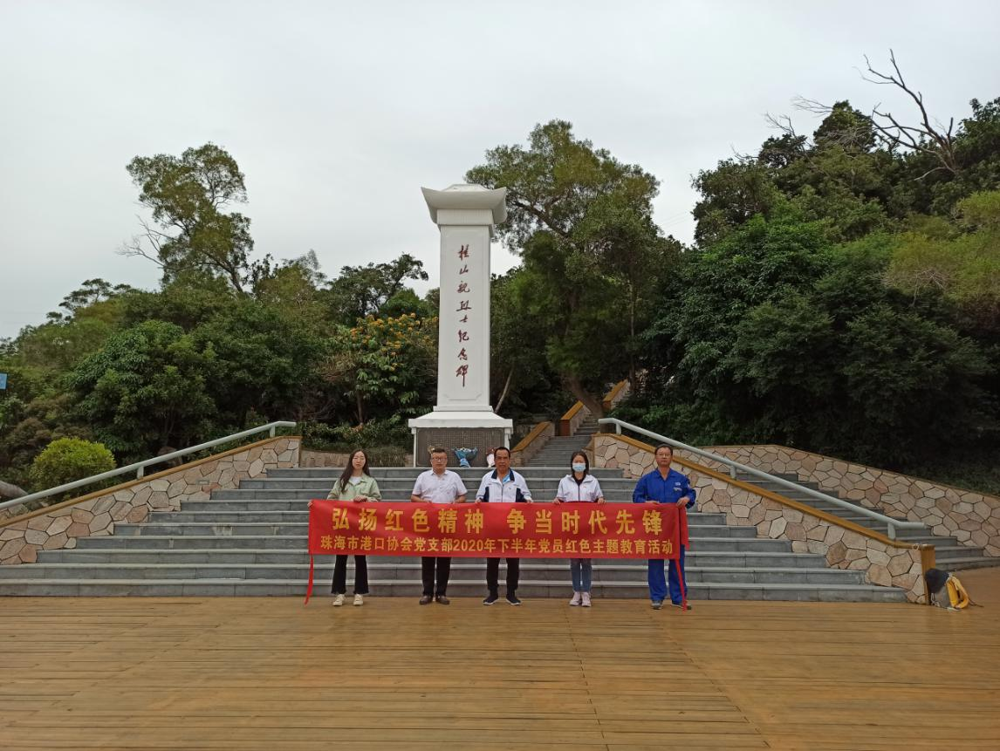 桂山舰烈士纪念碑
弘扬红色精神 争当时代先锋
珠海市港口协会党支部2020年下半年党员红色主题教育活动